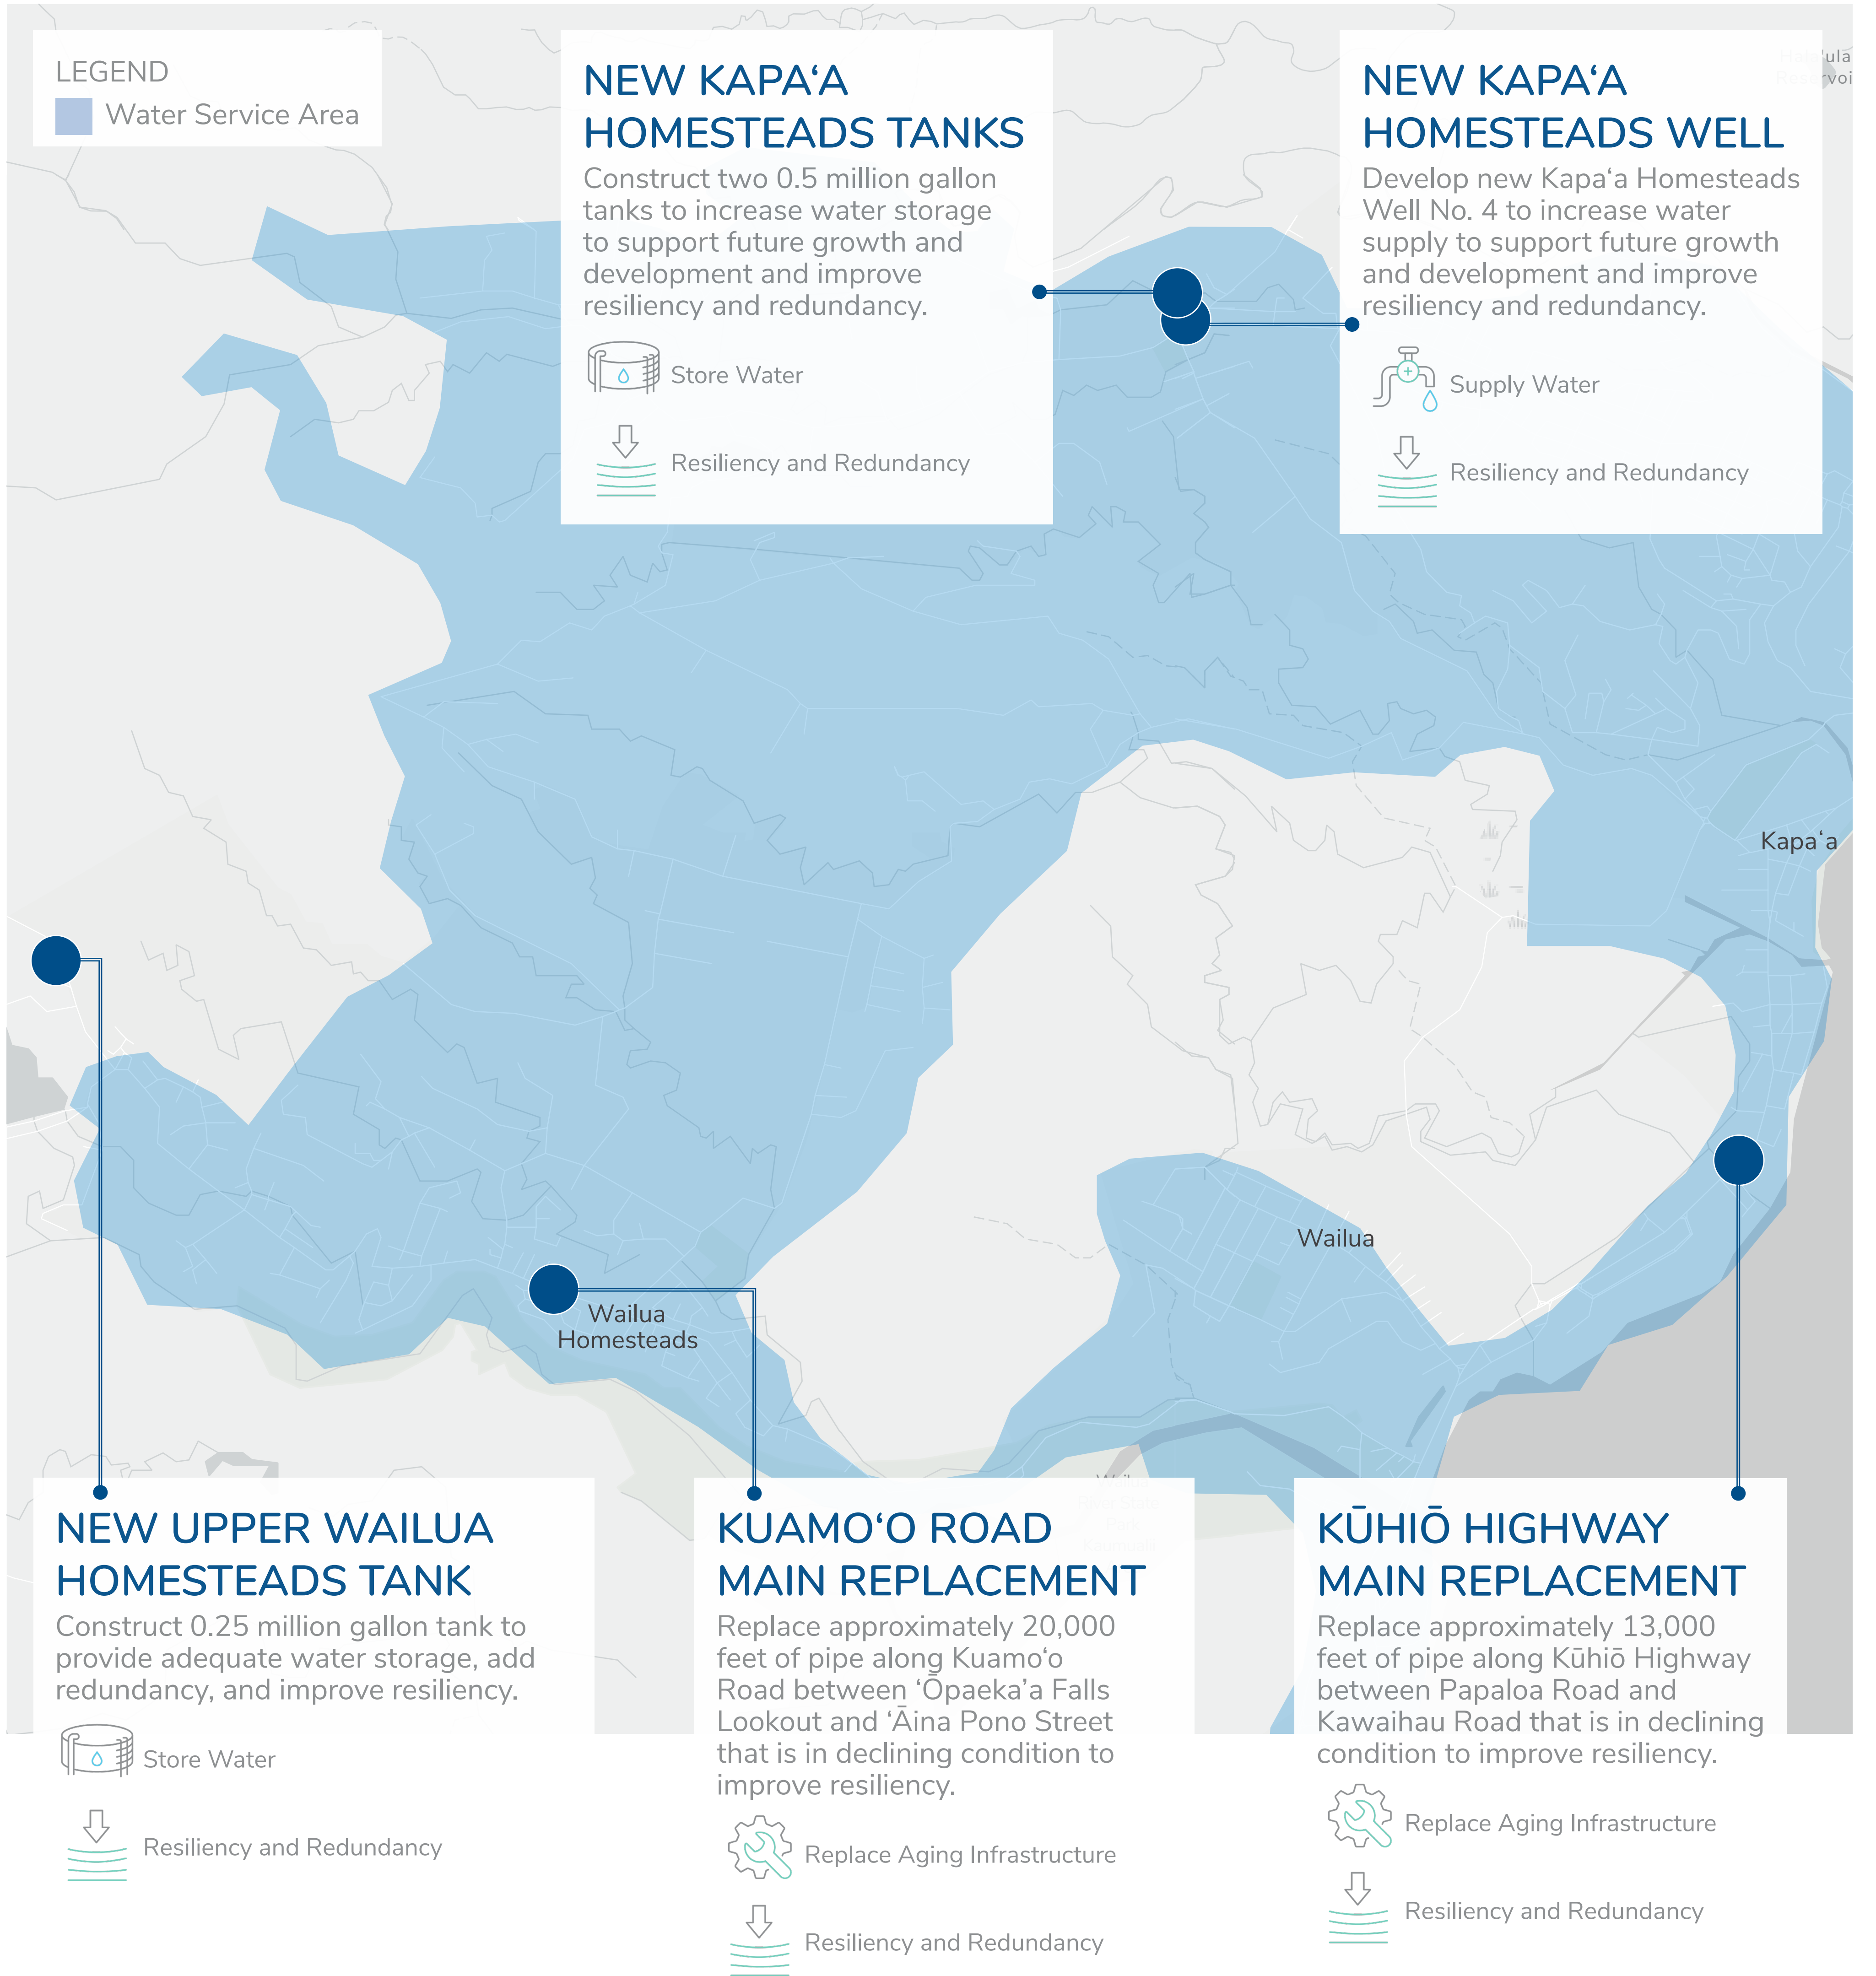 LEGEND
Water Service Area
NEW KAPAʻA
HOMESTEADS TANKS
Construct two 0.5 million gallon
tanks to increase water storage
to support future growth and
development and improve
resiliency and redundancy.
Store Water
Resiliency and Redundancy
NEW KAPAʻA
HOMESTEADS WELL
Develop new Kapaʻa Homesteads
Well No. 4 to increase water
supply to support future growth
and development and improve
resiliency and redundancy.
Supply Water
Resiliency and Redundancy
Kapaʻa
Wailua
Wailua
Homesteads
NEW UPPER WAILUA
HOMESTEADS TANK
Construct 0.25 million gallon tank to
provide adequate water storage, add
redundancy, and improve resiliency.
Store Water
Resiliency and Redundancy
KUAMOʻO ROAD
MAIN REPLACEMENT
Replace approximately 20,000
feet of pipe along Kuamoʻo
Road between ‘Ōpaeka’a Falls
Lookout and ‘Āina Pono Street
that is in declining condition to
improve resiliency.
Replace Aging Infrastructure
Resiliency and Redundancy
KŪHIŌ HIGHWAY
MAIN REPLACEMENT
Replace approximately 13,000
feet of pipe along Kūhiō Highway
between Papaloa Road and
Kawaihau Road that is in declining
condition to improve resiliency.
Replace Aging Infrastructure
Resiliency and Redundancy